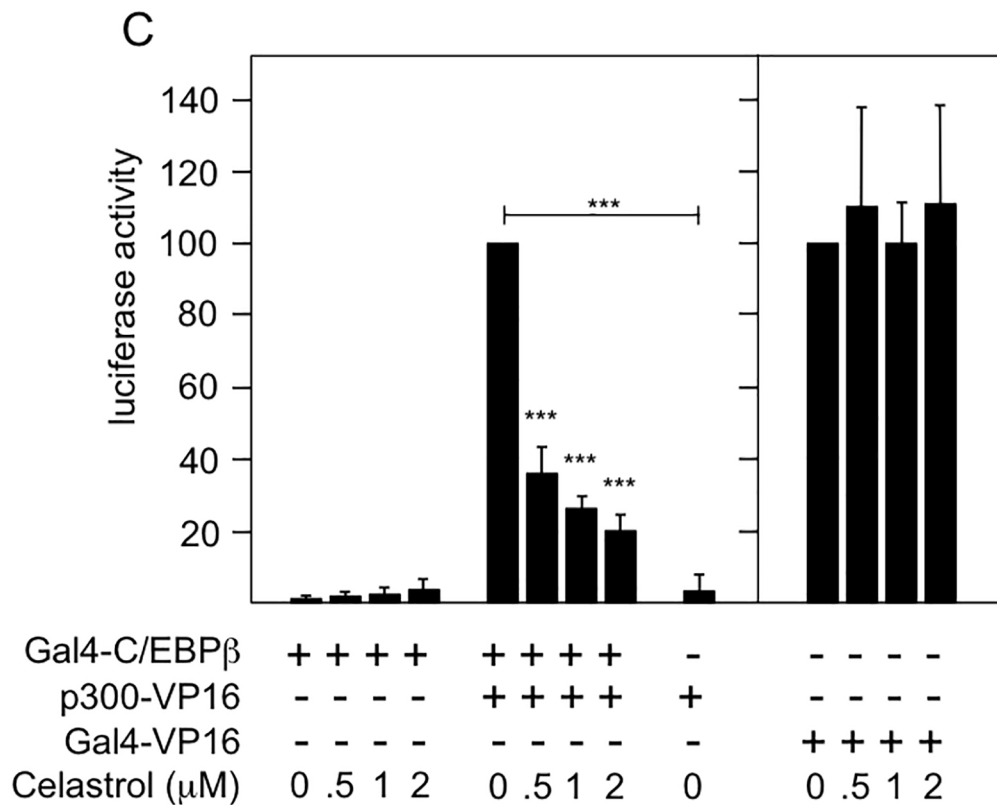 C
luciferase activity
140
120
100
80
60
40
20
***
***
***
***
Gal4-C/EBPβ + + + + + + + + - - - - -
p300-VP16 - - - - + + + + + - - - -
Gal4-VP16 - - - - - - - - - + + + +
Celastrol (μM) 0 .5 1 2 0 .5 1 2 0 0 .5 1 2